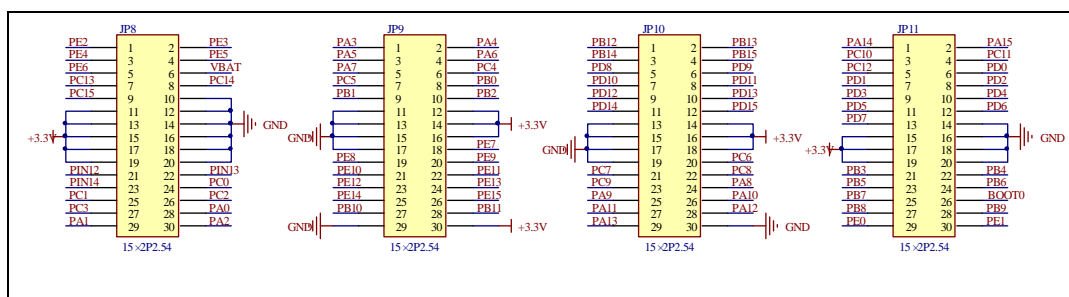 JP8
PE2 1 2 PE3
PE4 3 4 PE5
PE6 5 6 VBAT
PC13 7 8 PC14
PC15 9 10
11 12
13 14 GND
+3.3V 15 16
17 18
19 20
PIN12 21 22 PIN13
PIN14 23 24 PC0
PC1 25 26 PC2
PC3 27 28 PA0
PA1 29 30 PA2
15×2P2.54
JP9
PA3 1 2 PA4
PA5 3 4 PA6
PA7 5 6 PC4
PC5 7 8 PB0
PB1 9 10 PB2
11 12
13 14 +3.3V
GND 15 16
17 18 PE7
PE8 19 20 PE9
PE10 21 22 PE11
PE12 23 24 PE13
PE14 25 26 PE15
PB10 27 28 PB11
GND 29 30 +3.3V
15×2P2.54
JP10
PB12 1 2 PB13
PB14 3 4 PB15
PD8 5 6 PD9
PD10 7 8 PD11
PD12 9 10 PD13
PD14 11 12 PD15
13 14
15 16 +3.3V
GND 17 18
19 20 PC6
PC7 21 22 PC8
PC9 23 24 PA8
PA9 25 26 PA10
PA11 27 28 PA12
PA13 29 30 GND
15×2P2.54
JP11
PA14 1 2 PA15
PC10 3 4 PC11
PC12 5 6 PD0
PD1 7 8 PD2
PD3 9 10 PD4
PD5 11 12 PD6
PD7 13 14
15 16 GND
+3.3V 17 18
19 20
PB3 21 22 PB4
PB5 23 24 PB6
PB7 25 26 BOOT0
PB8 27 28 PB9
PE0 29 30 PE1
15×2P2.54